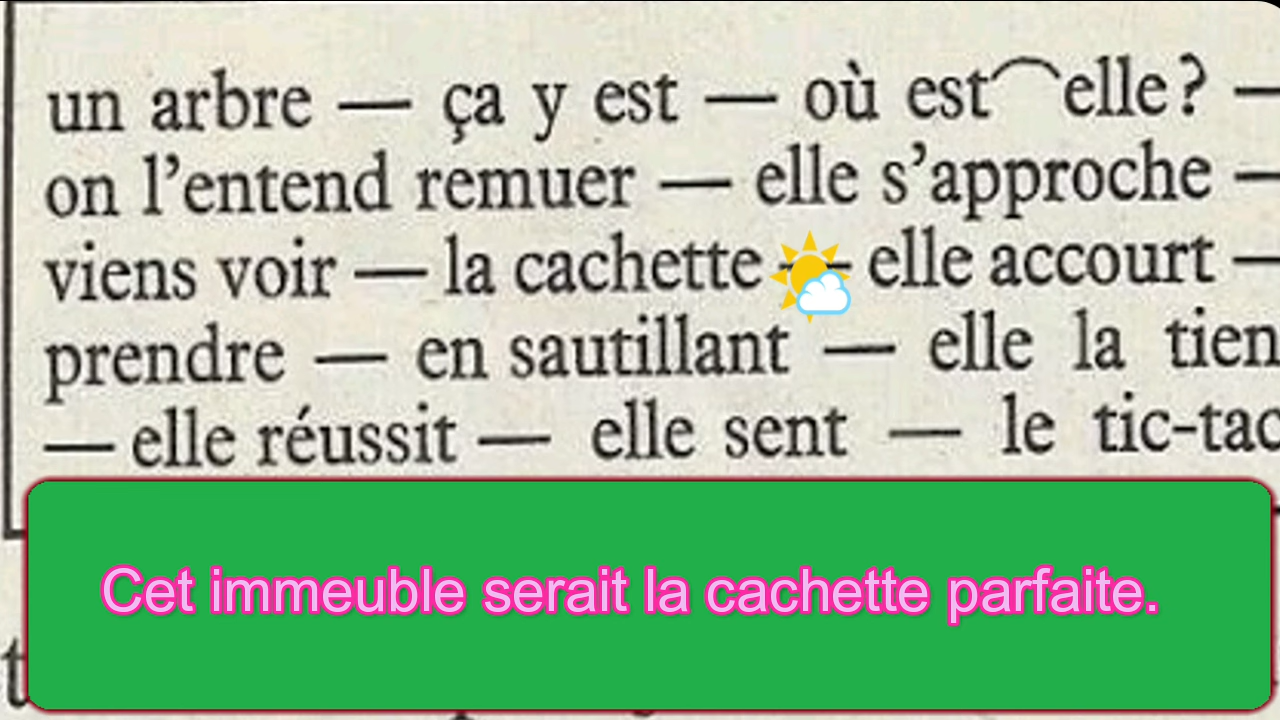 un arbre — ça y est — où est‿elle ? —
on l'entend remuer — elle s'approche —
viens voir — la cachette — elle accourt —
prendre — en sautillant — elle la tien
— elle réussit — elle sent — le tic-tac
Cet immeuble serait la cachette parfaite.